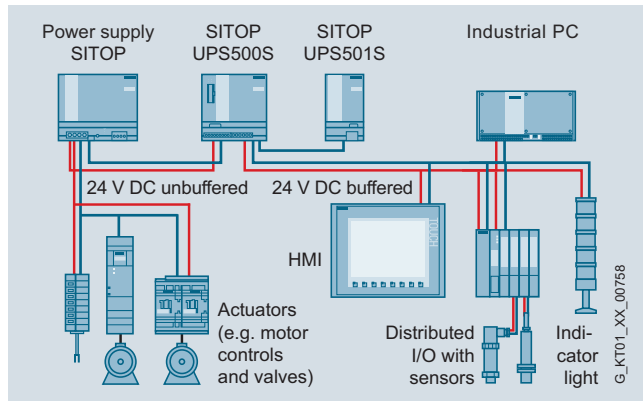 Power supply
SITOP
SITOP
UPS500S
SITOP
UPS501S
Industrial PC
24 V DC unbuffered
24 V DC buffered
HMI
TOUCH
Actuators
(e.g. motor
controls
and valves)
Distributed
I/O with
sensors
Indi-
cator
light
G_KT01_XX_00758